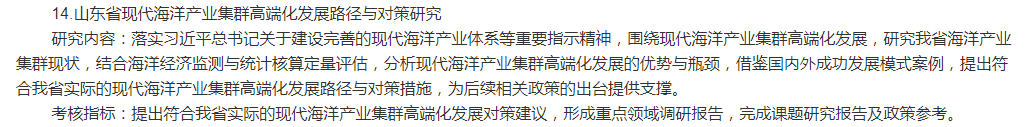 14.山东省现代海洋产业集群高端化发展路径与对策研究
研究内容：落实习近平总书记关于建设完善的现代海洋产业体系等重要指示精神，围绕现代海洋产业集群高端化发展，研究我省海洋产业
集群现状，结合海洋经济监测与统计核算定量评估，分析现代海洋产业集群高端化发展的优势与瓶颈，借鉴国内外成功发展模式案例，提出符
合我省实际的现代海洋产业集群高端化发展路径与对策措施，为后续相关政策的出台提供支撑。
考核指标：提出符合我省实际的现代海洋产业集群高端化发展对策建议，形成重点领域调研报告，完成课题研究报告及政策参考。